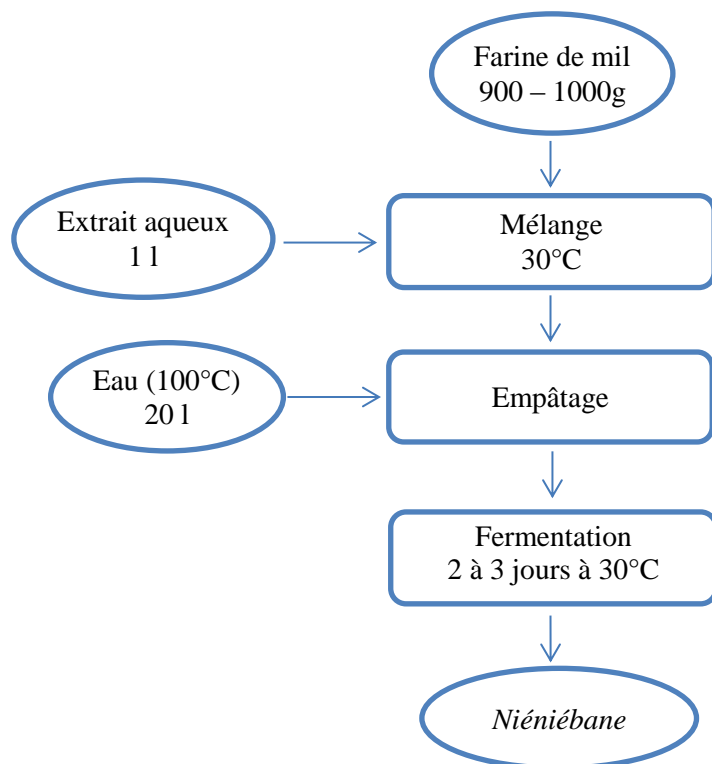 Farine de mil
900 – 1000g
Extrait aqueux
1 l
Mélange
30°C
Eau (100°C)
20 l
Empâtage
Fermentation
2 à 3 jours à 30°C
Niéniébane